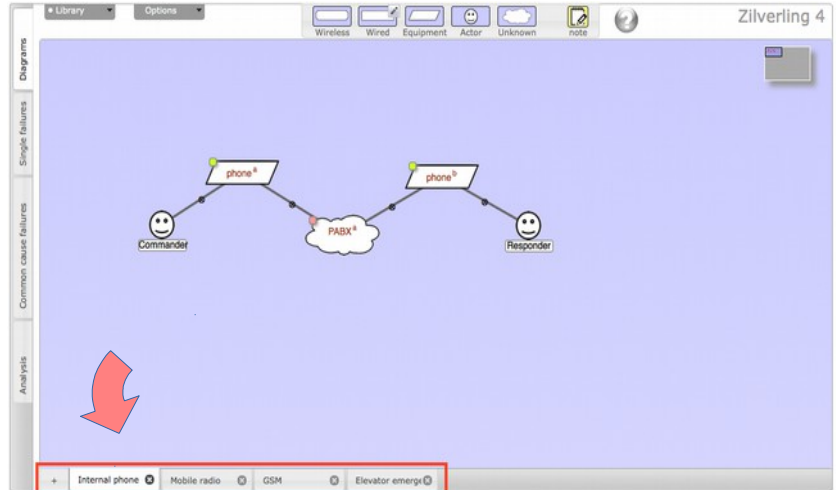 Library
Options
Wireless
Wired
Equipment
Actor
Unknown
note
?
Zilverling 4
Diagrams
Single failures
Common cause failures
Analysis
phone a
phone b
PABX a
Commander
Responder
+
Internal phone
Mobile radio
GSM
Elevator emerge